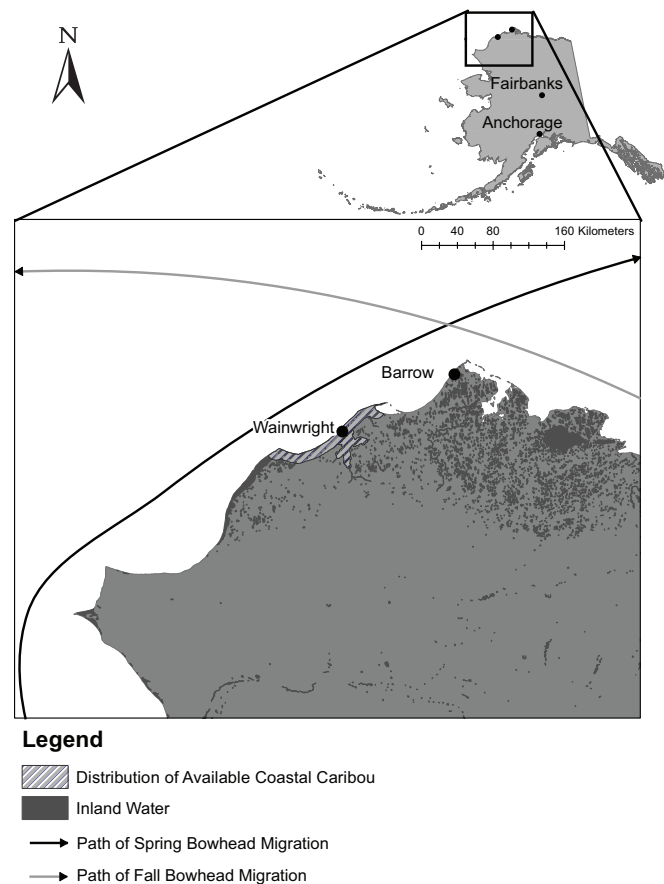 N
Fairbanks
Anchorage
0 40 80 160 Kilometers
Barrow
Wainwright
Legend
Distribution of Available Coastal Caribou
Inland Water
Path of Spring Bowhead Migration
Path of Fall Bowhead Migration